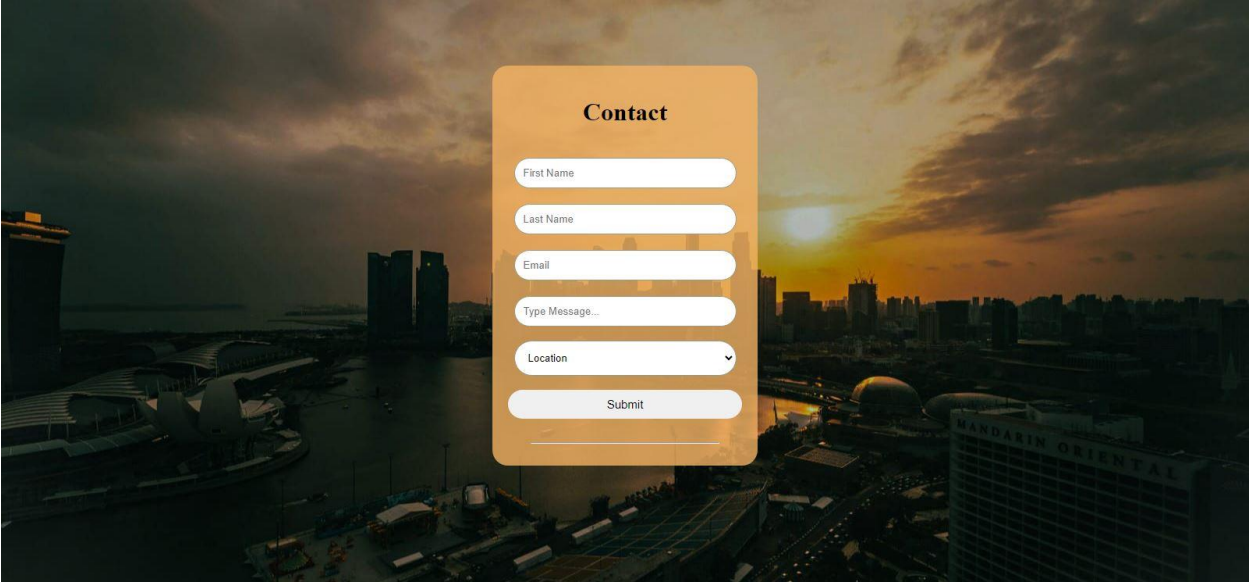 Contact
First Name
Last Name
Email
Type Message...
Location
Submit
MANDARIN ORIENTAL